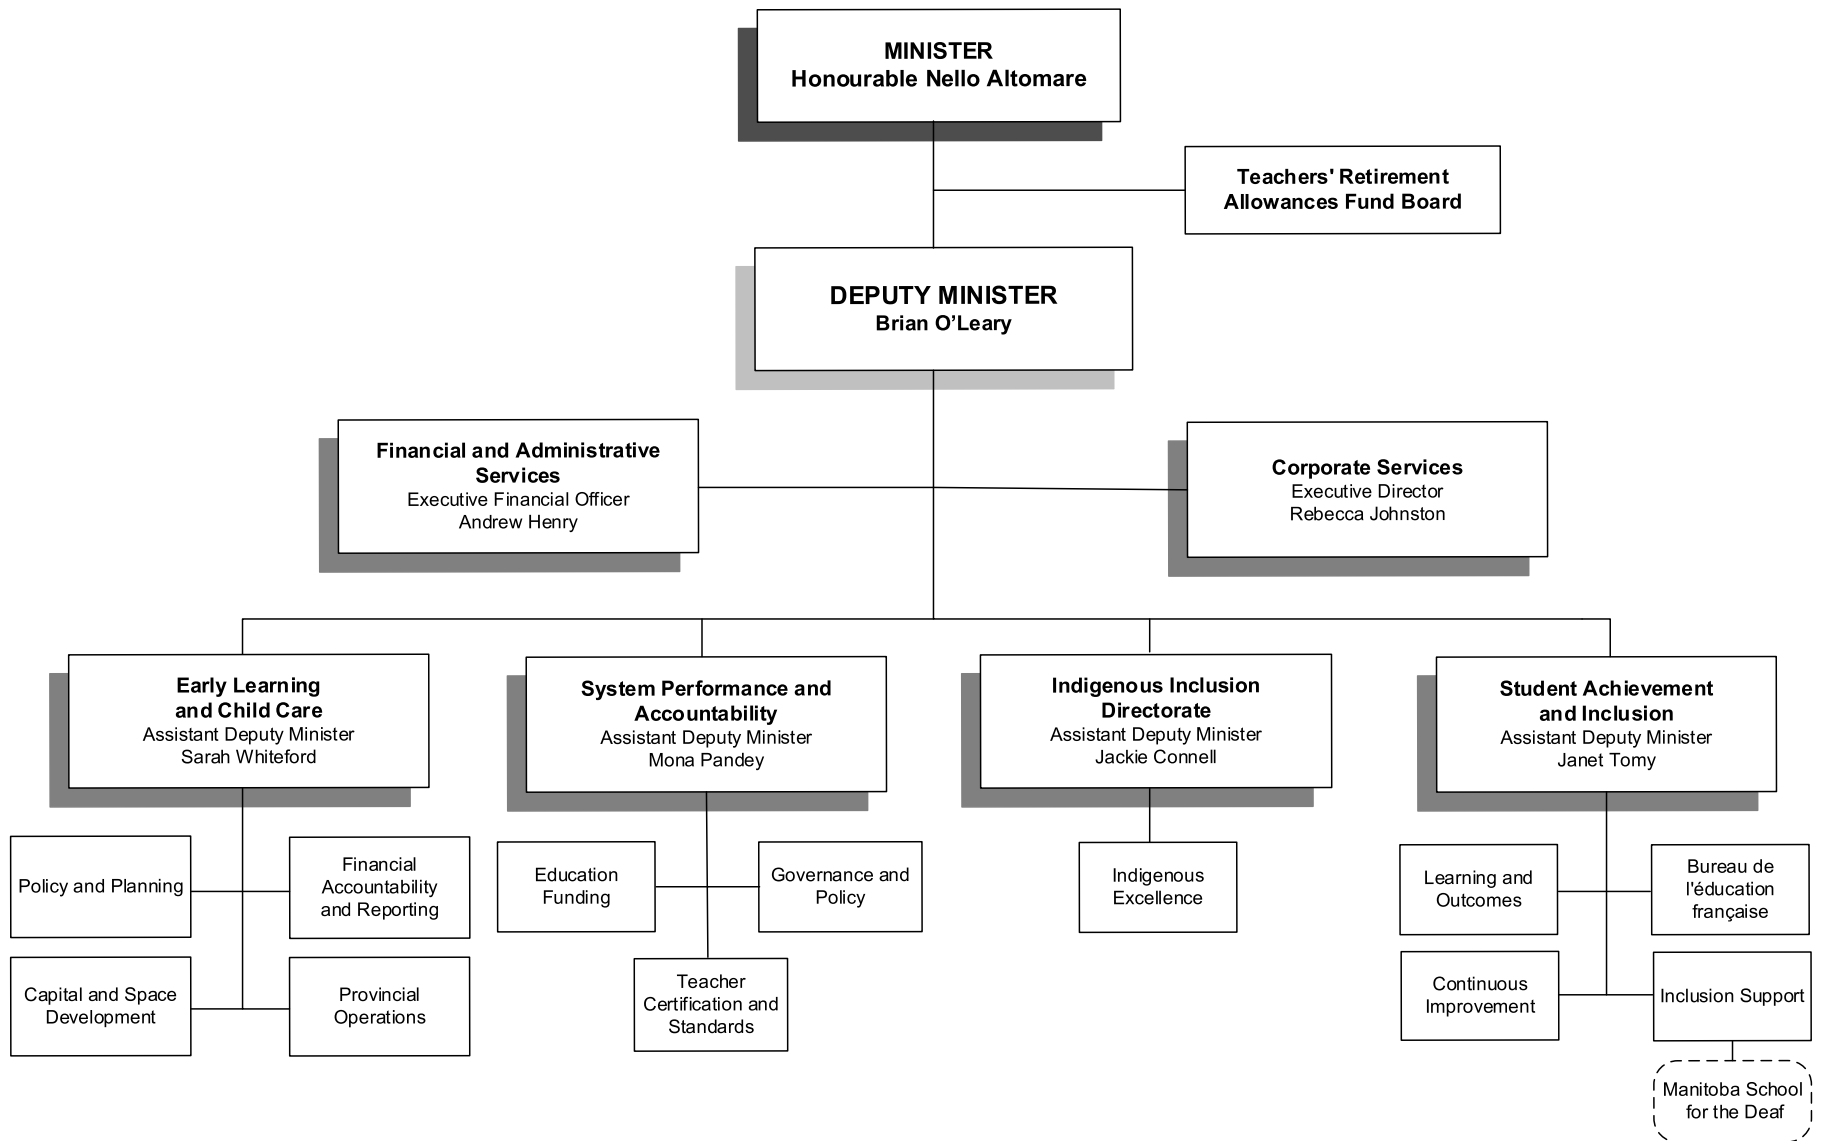 MINISTER
Honourable Nello Altomare
Teachers' Retirement
Allowances Fund Board
DEPUTY MINISTER
Brian O’Leary
Financial and Administrative
Services
Executive Financial Officer
Andrew Henry
Corporate Services
Executive Director
Rebecca Johnston
Early Learning
and Child Care
Assistant Deputy Minister
Sarah Whiteford
System Performance and
Accountability
Assistant Deputy Minister
Mona Pandey
Indigenous Inclusion
Directorate
Assistant Deputy Minister
Jackie Connell
Student Achievement
and Inclusion
Assistant Deputy Minister
Janet Tomy
Policy and Planning
Financial
Accountability
and Reporting
Capital and Space
Development
Provincial
Operations
Education
Funding
Governance and
Policy
Teacher
Certification and
Standards
Indigenous
Excellence
Learning and
Outcomes
Bureau de
l'éducation
française
Continuous
Improvement
Inclusion Support
Manitoba School
for the Deaf